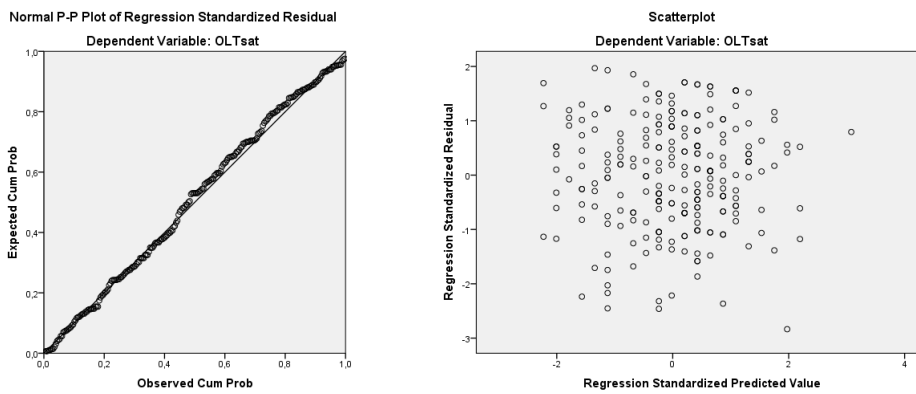 Normal P-P Plot of Regression Standardized Residual
Dependent Variable: OLTsat
Expected Cum Prob
1,0
0,8
0,6
0,4
0,2
0,0
0,0 0,2 0,4 0,6 0,8 1,0
Observed Cum Prob
Scatterplot
Dependent Variable: OLTsat
Regression Standardized Residual
2
1
0
-1
-2
-3
-2 0 2 4
Regression Standardized Predicted Value